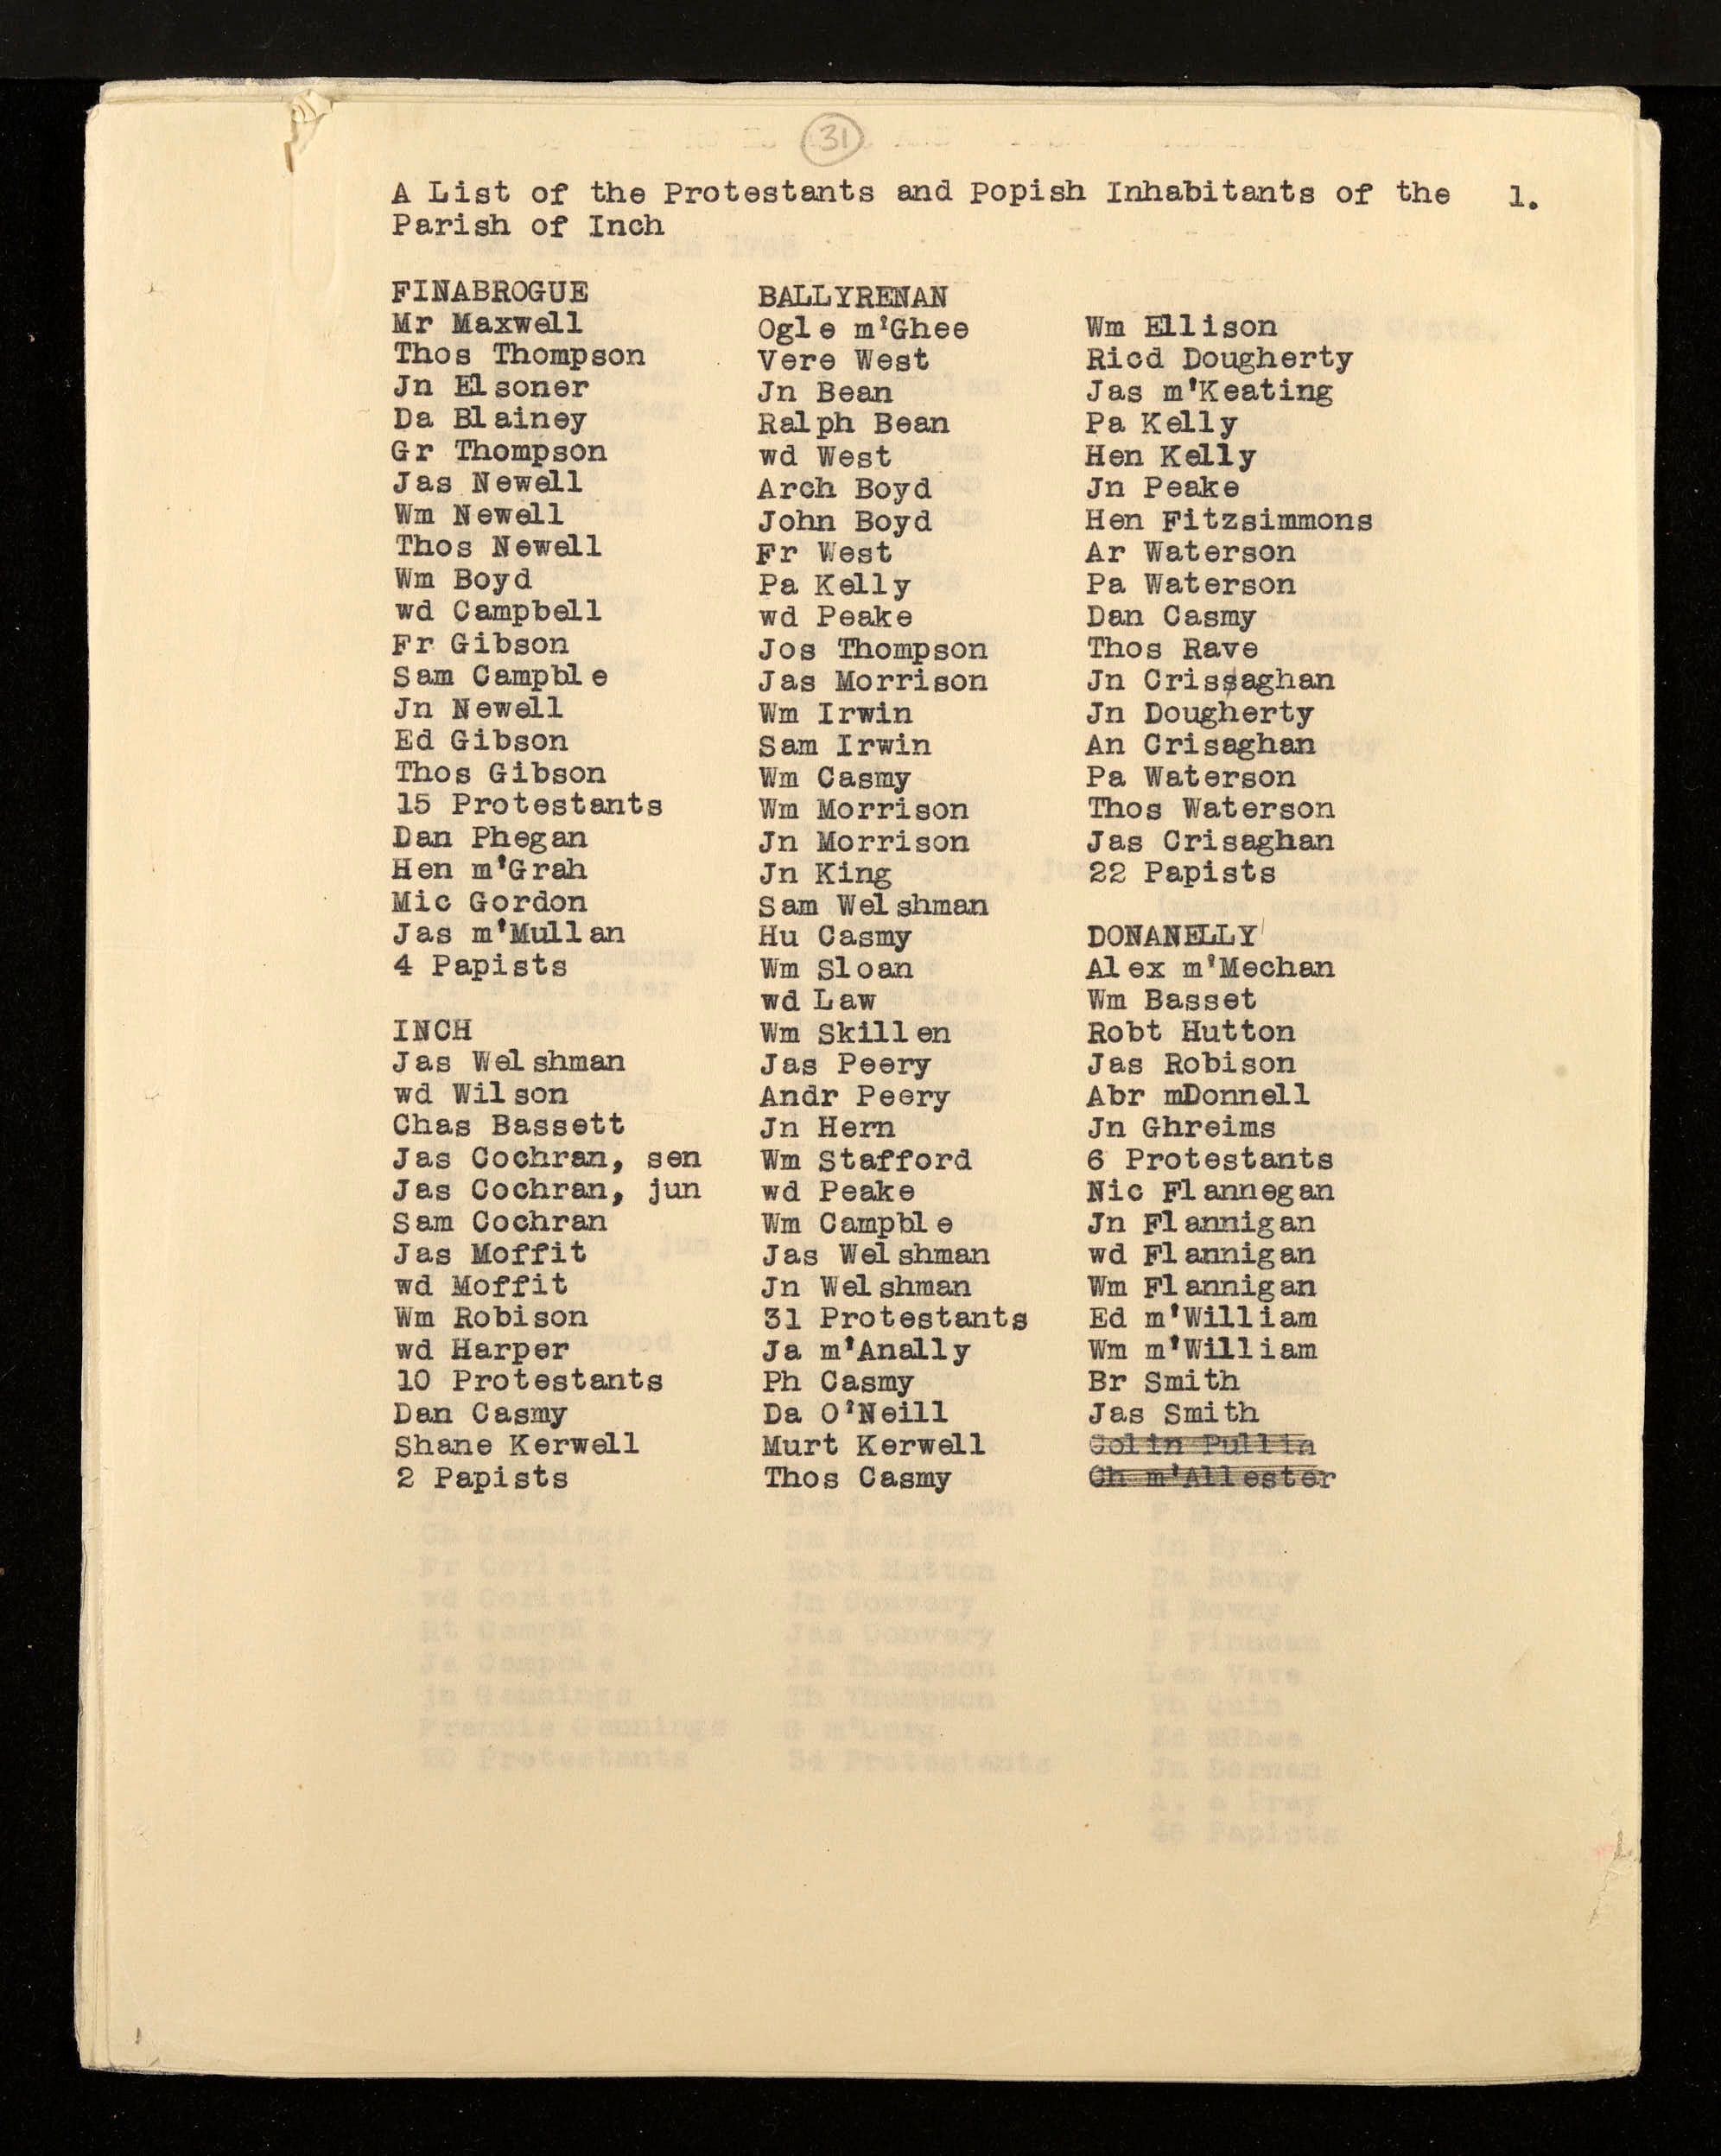 31
A List of the Protestants and Popish Inhabitants of the 1.
Parish of Inch
FINABROGUE
Mr Maxwell
Thos Thompson
Jn Elsoner
Da Blainey
Gr Thompson
Jas Newell
Wm Newell
Thos Newell
Wm Boyd
wd Campbell
Fr Gibson
Sam Campble
Jn Newell
Ed Gibson
Thos Gibson
15 Protestants
Dan Phegan
Hen m'Grah
Mic Gordon
Jas m'Mullan
4 Papists
INCH
Jas Welshman
wd Wilson
Chas Bassett
Jas Cochran, sen
Jas Cochran, jun
Sam Cochran
Jas Moffit
wd Moffit
Wm Robison
wd Harper
10 Protestants
Dan Casmy
Shane Kerwell
2 Papists
BALLYRENAN
Ogle m'Ghee
Vere West
Jn Bean
Ralph Bean
wd West
Arch Boyd
John Boyd
Fr West
Pa Kelly
wd Peake
Jos Thompson
Jas Morrison
Wm Irwin
Sam Irwin
Wm Casmy
Wm Morrison
Jn Morrison
Jn King
Sam Welshman
Hu Casmy
Wm Sloan
wd Law
Wm Skillen
Jas Peery
Andr Peery
Jn Hern
Wm Stafford
wd Peake
Wm Campble
Jas Welshman
Jn Welshman
31 Protestants
Ja m'Anally
Ph Casmy
Da O'Neill
Murt Kerwell
Thos Casmy
Wm Ellison
Ricd Dougherty
Jas m'Keating
Pa Kelly
Hen Kelly
Jn Peake
Hen Fitzsimmons
Ar Waterson
Pa Waterson
Dan Casmy
Thos Rave
Jn Crissaghan
Jn Dougherty
An Crisaghan
Pa Waterson
Thos Waterson
Jas Crisaghan
22 Papists
DONANELLY
Alex m'Mechan
Wm Basset
Robt Hutton
Jas Robison
Abr mDonnell
Jn Ghreims
6 Protestants
Nic Flannegan
Jn Flannigan
wd Flannigan
Wm Flannigan
Ed m'William
Wm m'William
Br Smith
Jas Smith
Colin Pullin
Ch m'Allester